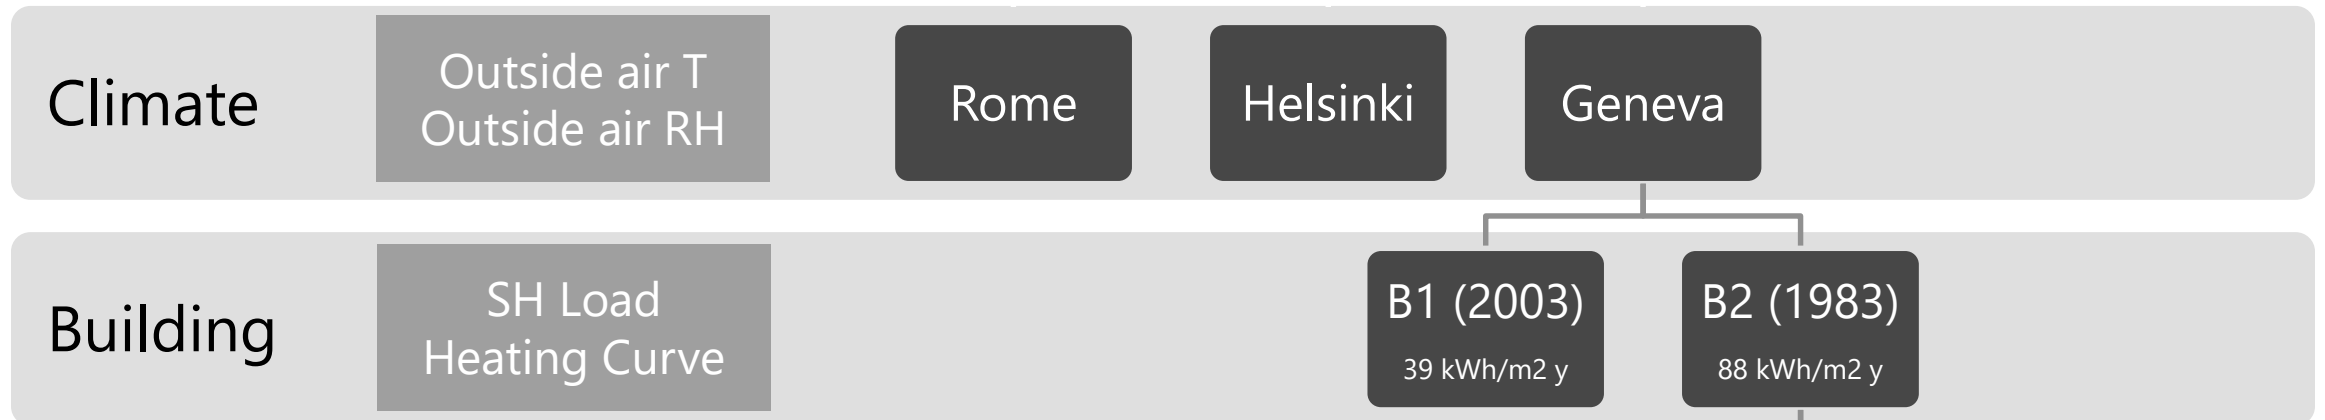 Climate
Outside air T
Outside air RH
Rome
Helsinki
Geneva
Building
SH Load
Heating Curve
B1 (2003)
39 kWh/m2 y
B2 (1983)
88 kWh/m2 y